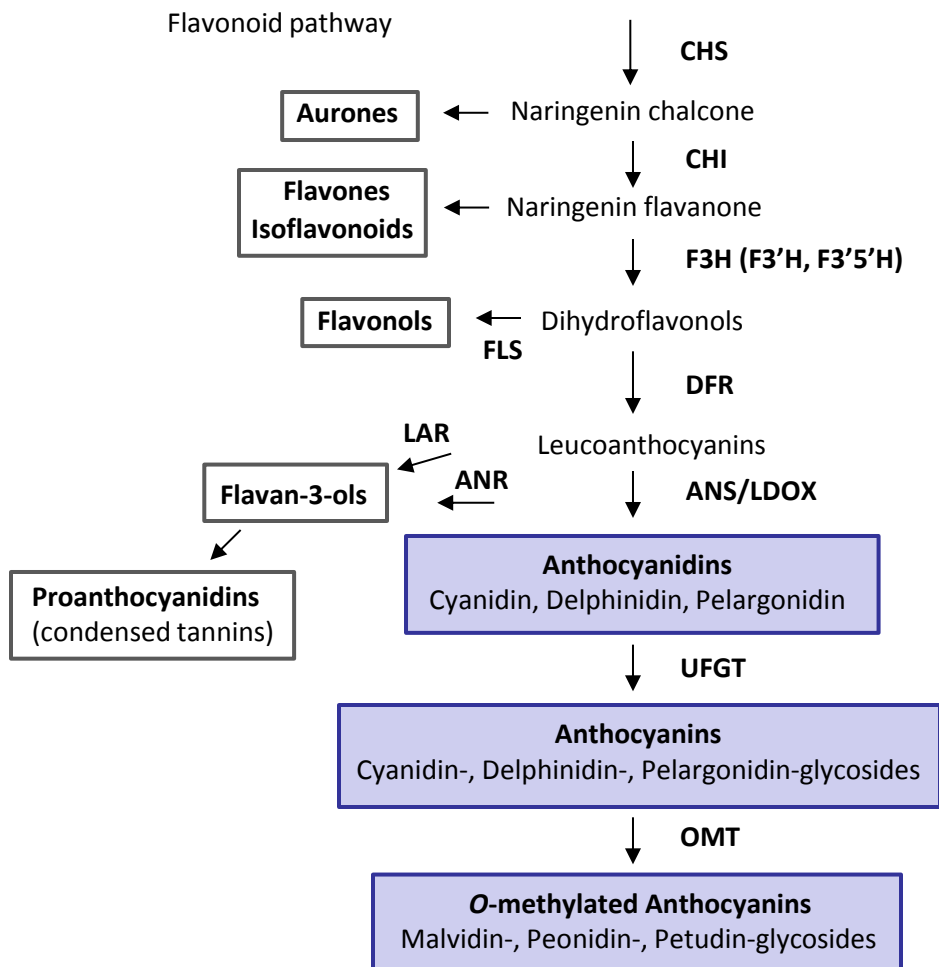 Flavonoid pathway
CHS
Aurones
Naringenin chalcone
CHI
Flavones
Isoflavonoids
Naringenin flavanone
F3H (F3’H, F3’5’H)
Flavonols
Dihydroflavonols
FLS
DFR
LAR
Leucoanthocyanins
ANR
ANS/LDOX
Flavan-3-ols
Anthocyanidins
Cyanidin, Delphinidin, Pelargonidin
Proanthocyanidins
(condensed tannins)
UFGT
Anthocyanins
Cyanidin-, Delphinidin-, Pelargonidin-glycosides
OMT
O-methylated Anthocyanins
Malvidin-, Peonidin-, Petudin-glycosides